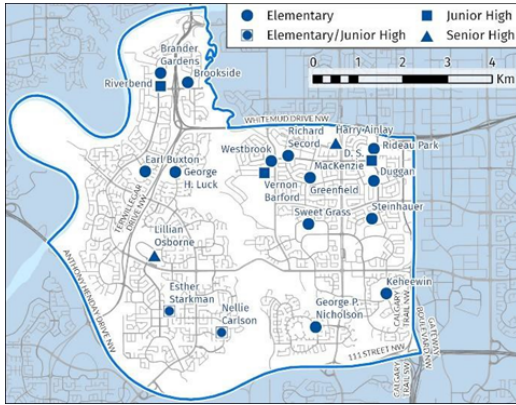 Elementary
Junior High
Elementary/Junior High
Senior High
0 1 2 3 4
Km
Brander
Gardens
Brookside
Riverbend
WHITEMUD DRIVE NW
Richard
Secord
Harry-Ainlay
Westbrook
D. S.
MacKenzie
Rideau Park
Earl Buxton
George
H. Luck
Vernon
Barford
Greenfield
Duggan
TERWILLEGAR
DRIVE NW
Sweet Grass
Steinhauer
Lillian
Osborne
ANTHONY HENDAY DRIVE NW
Esther
Starkman
Nellie
Carlson
George P.
Nicholson
Keheewin
CALGARY
TRAIL NW
GATEWAY
BOULEVARD NW
111 STREET NW
CALGARY
TRAIL SW